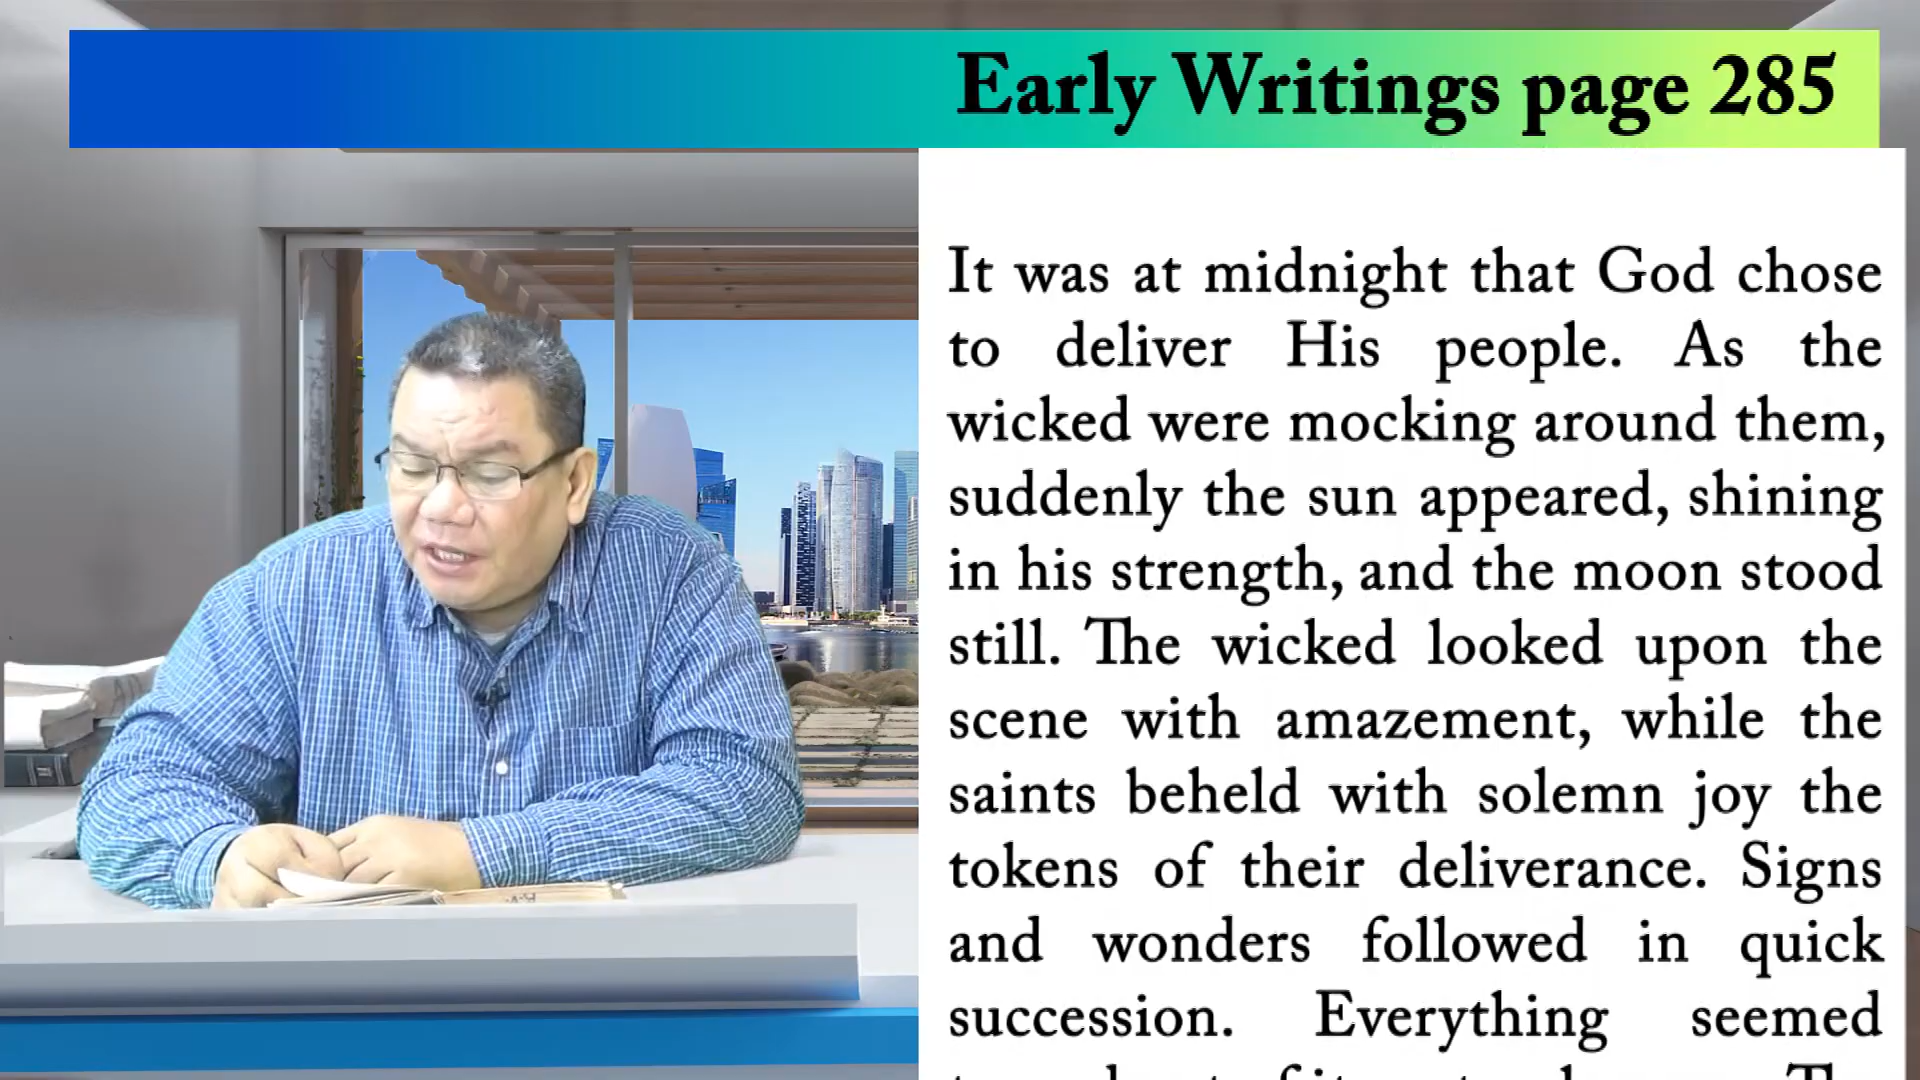 Early Writings page 285
It was at midnight that God chose
to deliver His people. As the
wicked were mocking around them,
suddenly the sun appeared, shining
in his strength, and the moon stood
still. The wicked looked upon the
scene with amazement, while the
saints beheld with solemn joy the
tokens of their deliverance. Signs
and wonders followed in quick
succession. Everything seemed